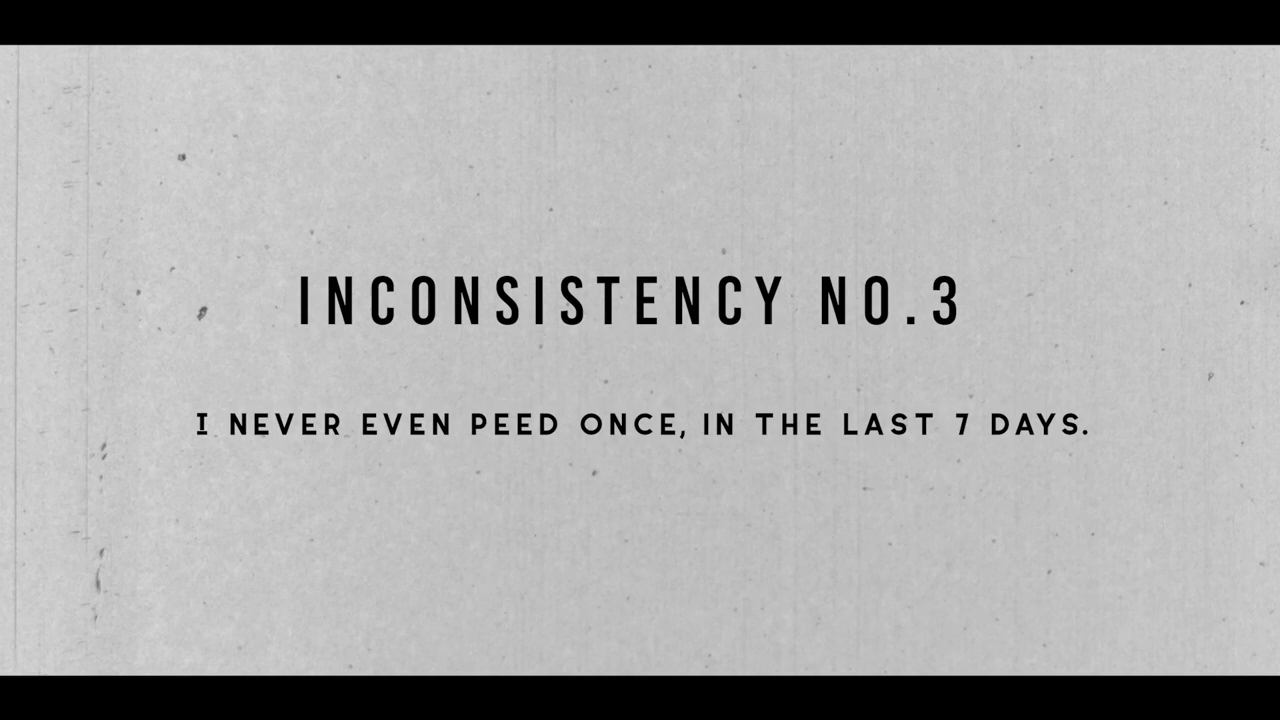 INCONSISTENCY NO.3
I NEVER EVEN PEED ONCE, IN THE LAST 7 DAYS.